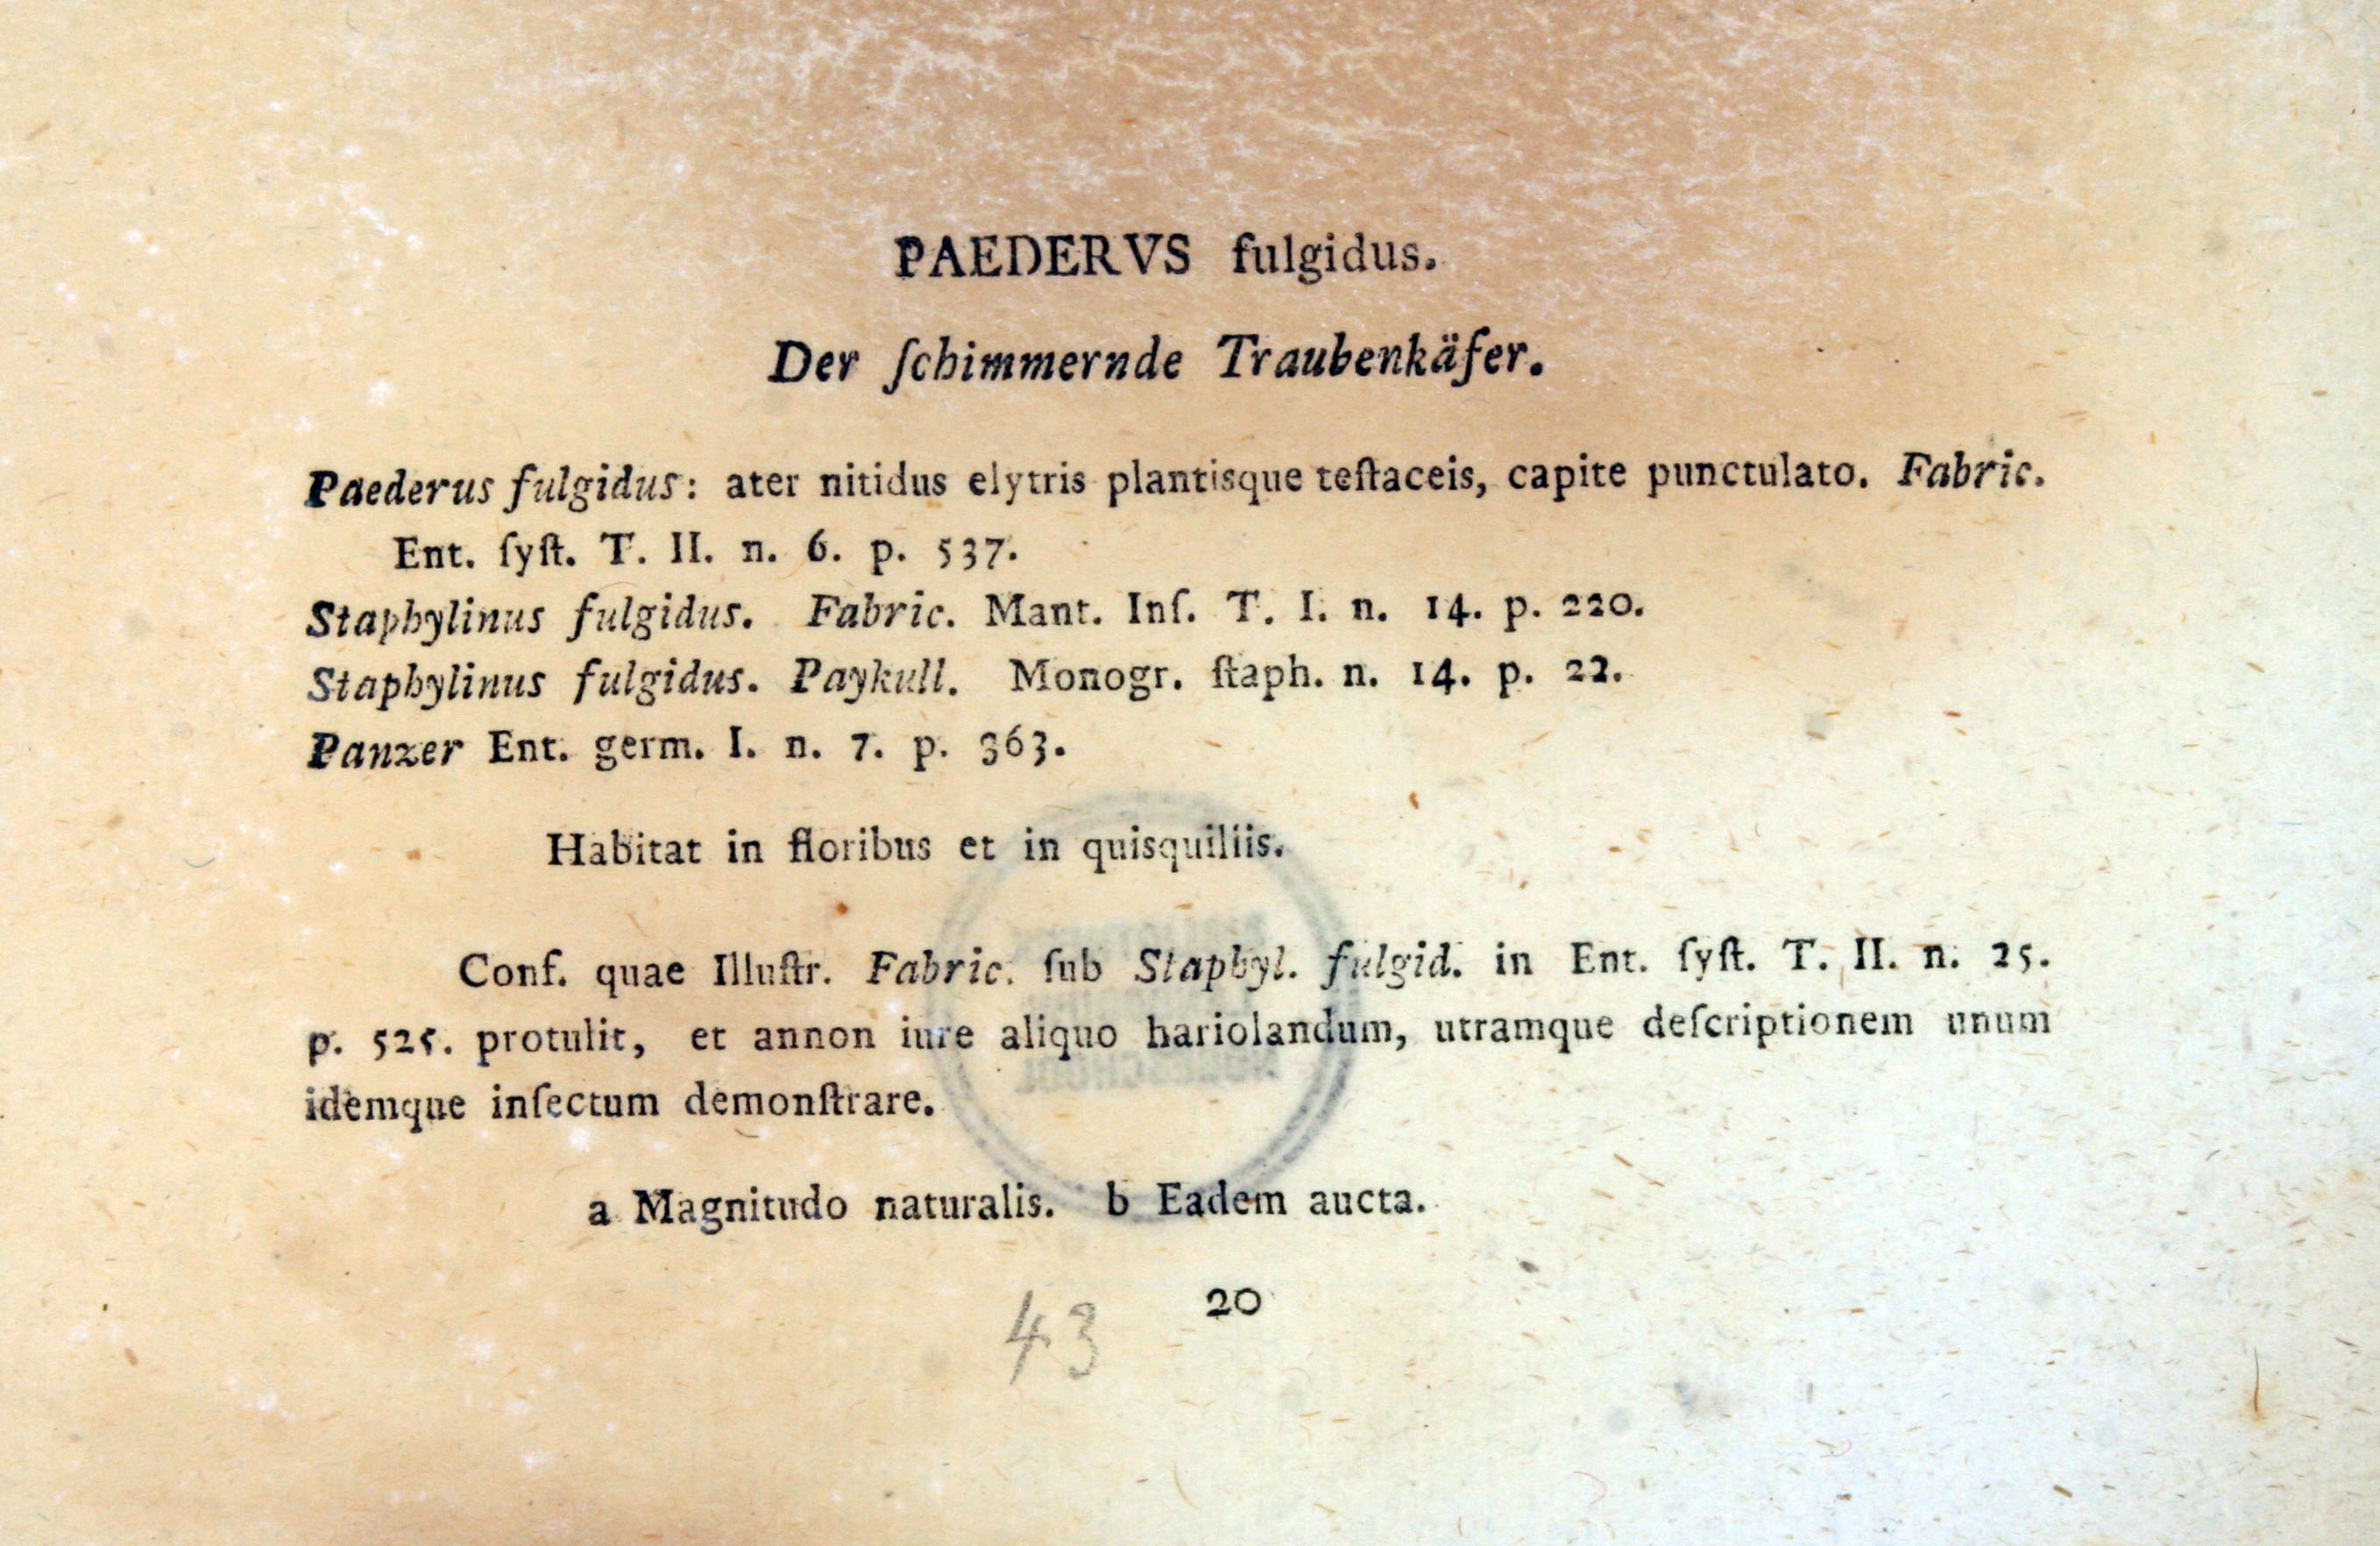 PAEDERVS fulgidus.
Der ſchimmernde Traubenkäfer.
Paederus fulgidus: ater nitidus elytris plantisque teſtaceis, capite punctulato. Fabric.
Ent. ſyſt. T. II. n. 6. p. 537.
Staphylinus fulgidus. Fabric. Mant. Inſ. T. I. n. 14. p. 220.
Staphylinus fulgidus. Paykull. Monogr. ſtaph. n. 14. p. 22.
Panzer Ent. germ. I. n. 7. p. 363.
Habitat in floribus et in quisquiliis.
Conf. quae Illuſtr. Fabric. ſub Staphyl. fulgid. in Ent. ſyſt. T. II. n. 25.
p. 525. protulit, et annon iure aliquo hariolandum, utramque deſcriptionem unum
idemque inſectum demonſtrare.
a Magnitudo naturalis. b Eadem aucta.
43 20